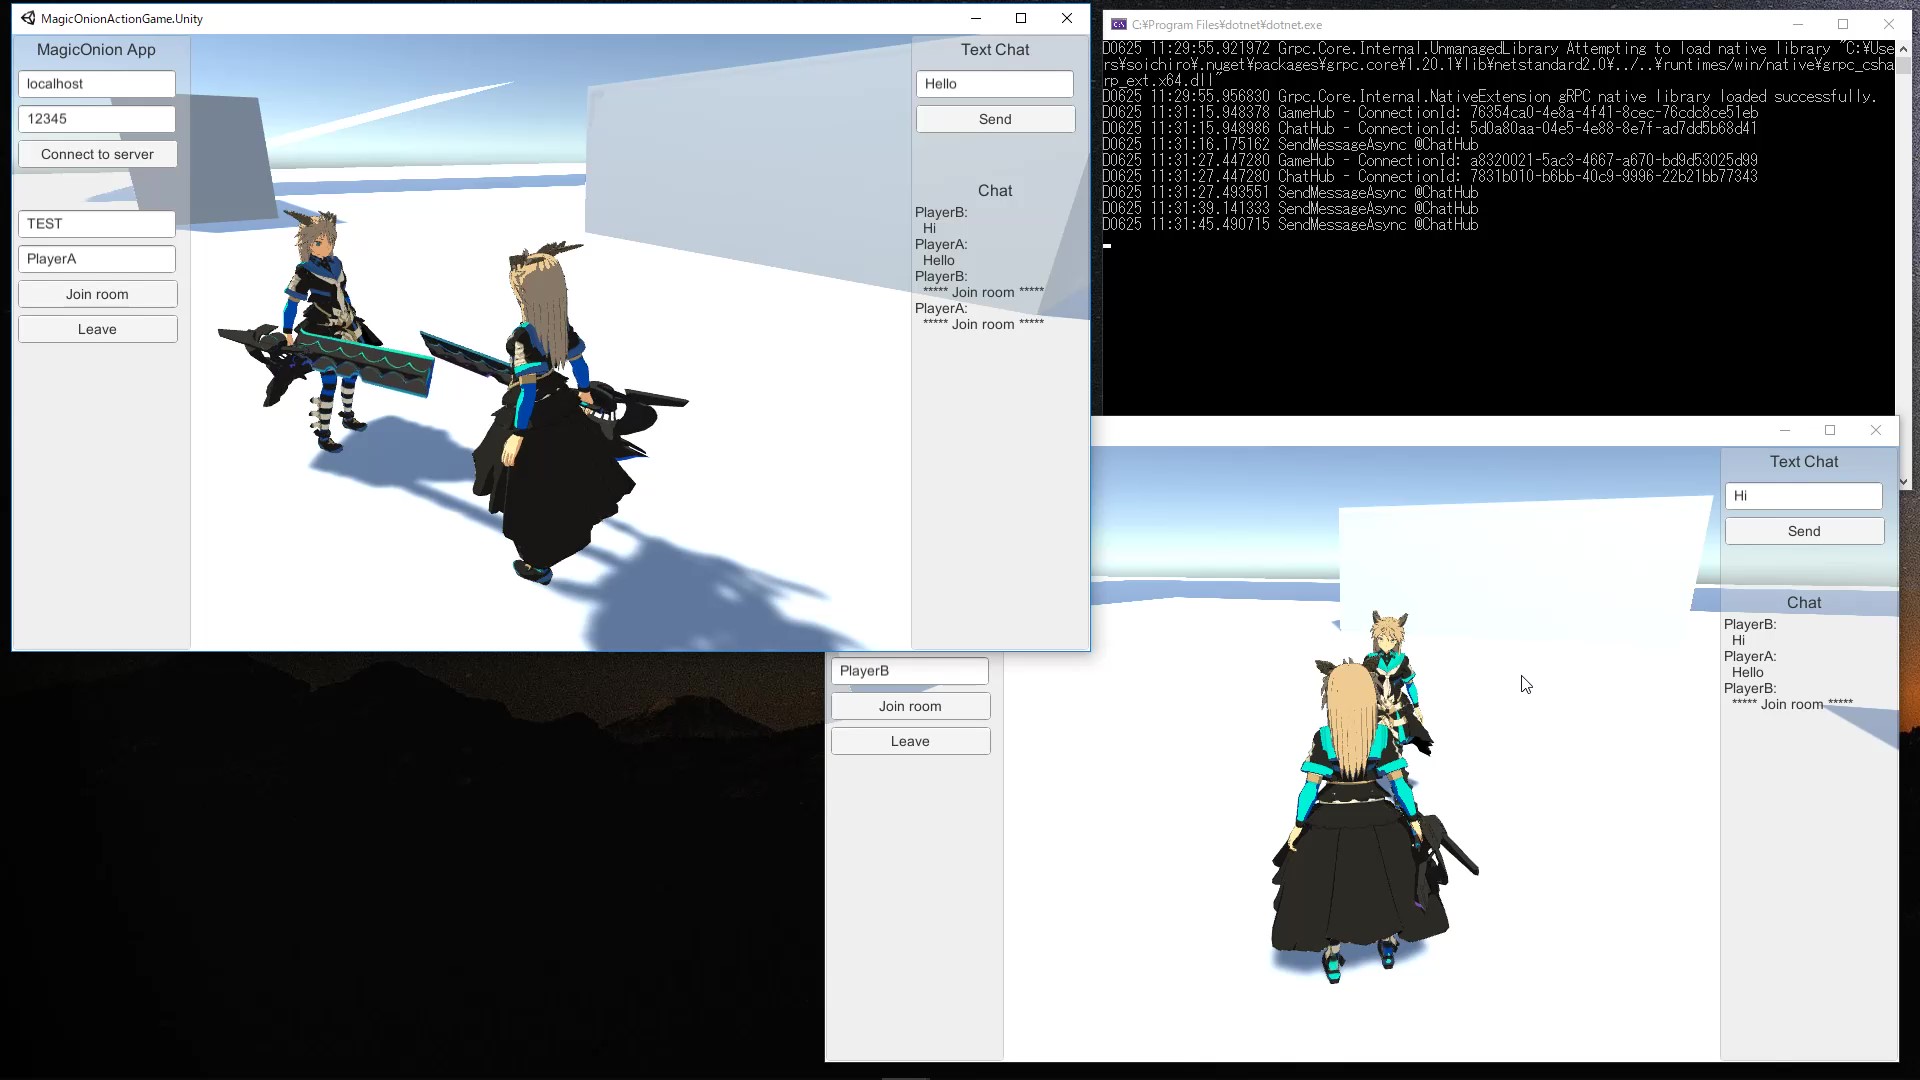 MagicOnionActionGame.Unity
MagicOnion App
localhost
12345
Connect to server
TEST
PlayerA
Join room
Leave
Text Chat
Hello
Send
Chat
PlayerB:
Hi
PlayerA:
Hello
PlayerB:
***** Join room *****
PlayerA:
***** Join room *****
C:¥Program Files¥dotnet¥dotnet.exe
D0625 11:29:55.921972 Grpc.Core.Internal.UnmanagedLibrary Attempting to load native library "C:¥Use
rs¥soichiro¥.nuget¥packages¥grpc.core¥1.20.1¥lib¥netstandard2.0¥../..¥runtimes/win/native¥grpc_csha
rp_ext.x64.dll"
D0625 11:29:55.956830 Grpc.Core.Internal.NativeExtension gRPC native library loaded successfully.
D0625 11:31:15.948378 GameHub - ConnectionId: 76354ca0-4e8a-4f41-8cec-76cdc8ce51eb
D0625 11:31:15.948986 ChatHub - ConnectionId: 5d0a80aa-04e5-4e88-8e7f-ad7dd5b68d41
D0625 11:31:16.175162 SendMessageAsync @ChatHub
D0625 11:31:27.447280 GameHub - ConnectionId: a8320021-5ac3-4667-a670-bd9d53025d99
D0625 11:31:27.447280 ChatHub - ConnectionId: 7831b010-b6bb-40c9-9996-22b21bb77343
D0625 11:31:27.493551 SendMessageAsync @ChatHub
D0625 11:31:39.141333 SendMessageAsync @ChatHub
D0625 11:31:45.490715 SendMessageAsync @ChatHub
PlayerB
Join room
Leave
Text Chat
Hi
Send
Chat
PlayerB:
Hi
PlayerA:
Hello
PlayerB:
***** Join room *****